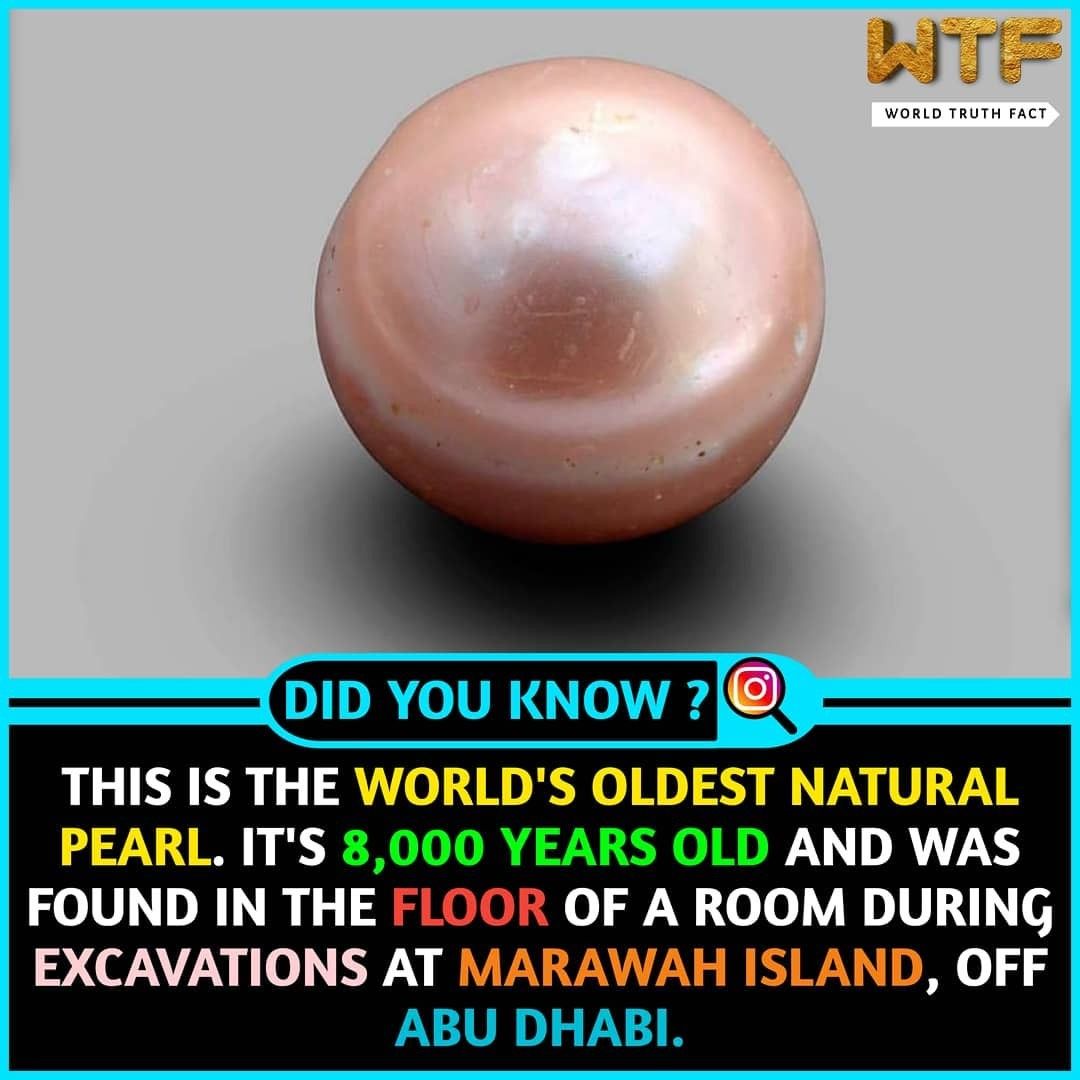 WTF
WORLD TRUTH FACT
DID YOU KNOW ?
THIS IS THE WORLD'S OLDEST NATURAL
PEARL. IT'S 8,000 YEARS OLD AND WAS
FOUND IN THE FLOOR OF A ROOM DURING
EXCAVATIONS AT MARAWAH ISLAND, OFF
ABU DHABI.